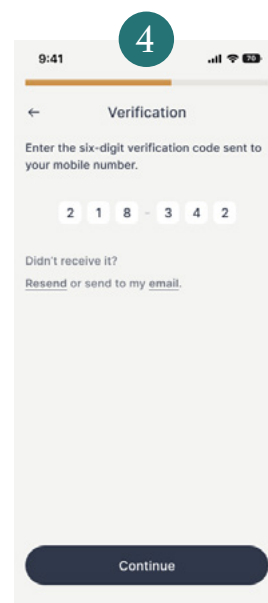 4
9:41
70
← Verification
Enter the six-digit verification code sent to
your mobile number.
2 1 8 - 3 4 2
Didn't receive it?
Resend or send to my email.
Continue